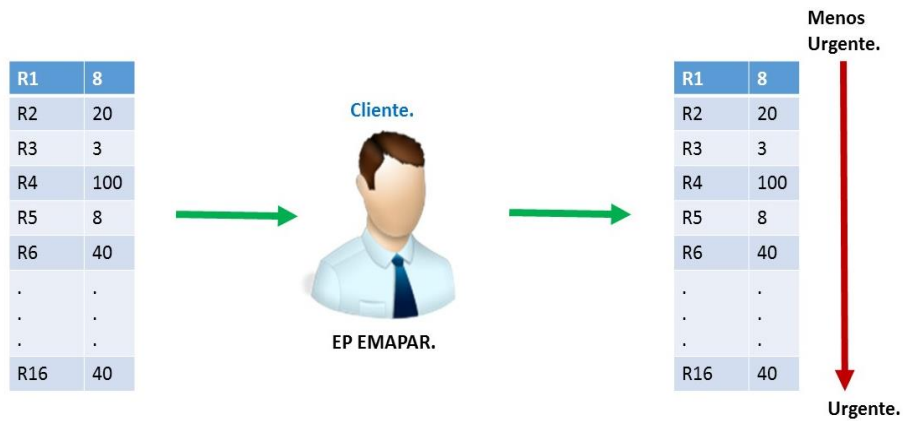 Menos
Urgente.
R1 8
R2 20
R3 3
R4 100
R5 8
R6 40
. .
. .
. .
R16 40
Cliente.
EP EMAPAR.
R1 8
R2 20
R3 3
R4 100
R5 8
R6 40
. .
. .
. .
R16 40
Urgente.